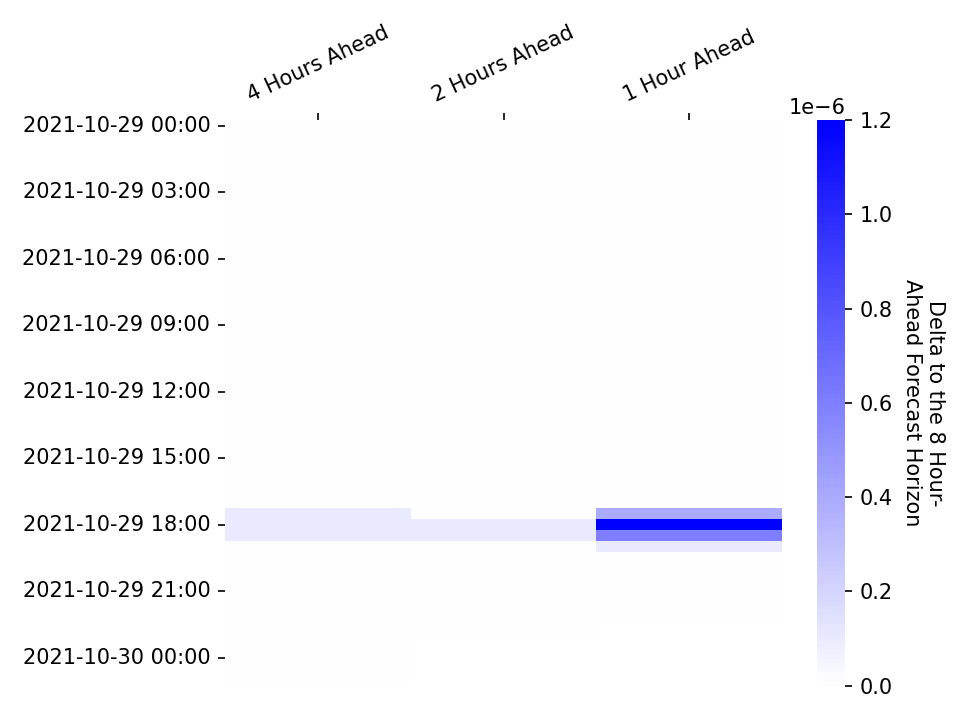 4 Hours Ahead
2 Hours Ahead
1 Hour Ahead
1e−6
2021-10-29 00:00
2021-10-29 03:00
2021-10-29 06:00
2021-10-29 09:00
2021-10-29 12:00
2021-10-29 15:00
2021-10-29 18:00
2021-10-29 21:00
2021-10-30 00:00
1.2
1.0
0.8
0.6
0.4
0.2
0.0
Delta to the 8 Hour-
Ahead Forecast Horizon